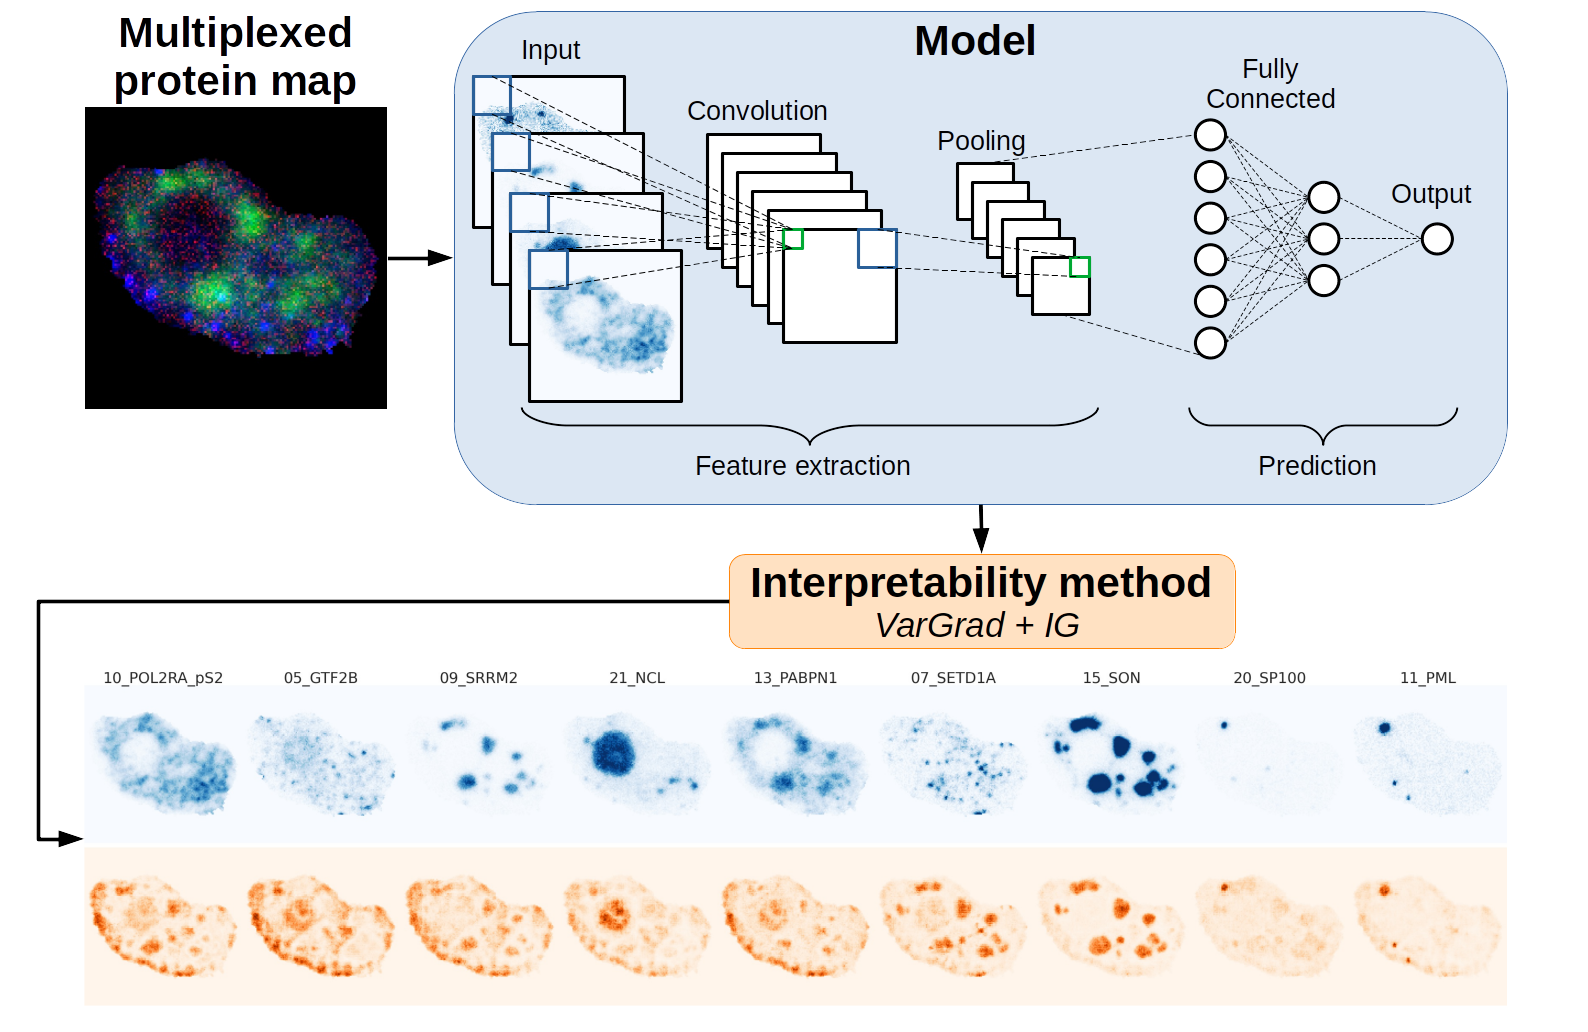 Multiplexed
protein map
Model
Input
Convolution
Pooling
Fully
Connected
Output
Feature extraction
Prediction
Interpretability method
VarGrad + IG
10_POL2RA_pS2
05_GTF2B
09_SRRM2
21_NCL
13_PABPN1
07_SETD1A
15_SON
20_SP100
11_PML